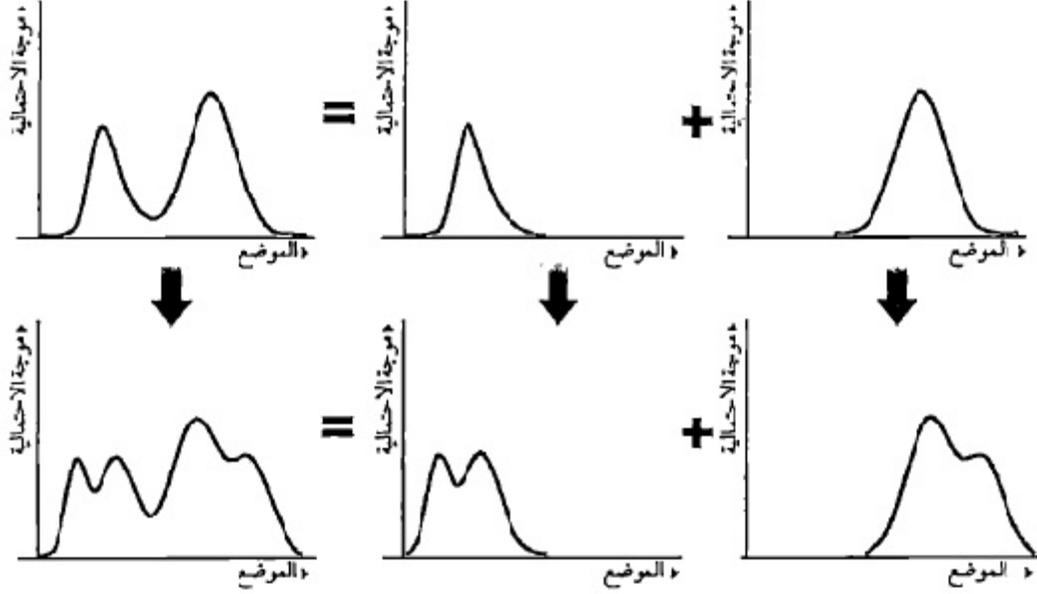 موجة الاحتمالية
الموضع
=
موجة الاحتمالية
الموضع
+
موجة الاحتمالية
الموضع
موجة الاحتمالية
الموضع
=
موجة الاحتمالية
الموضع
+
موجة الاحتمالية
الموضع